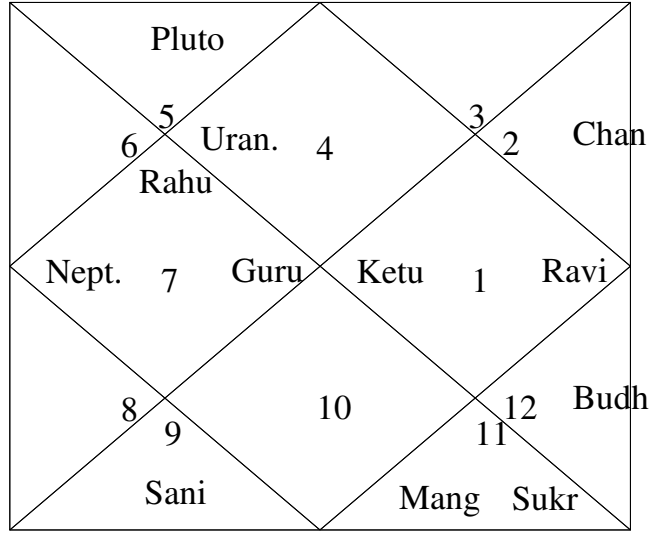 Pluto
5
3
6
Uran.
4
2
Chan
Rahu
Nept.
7
Guru
Ketu
1
Ravi
8
10
12
Budh
9
11
Sani
Mang
Sukr